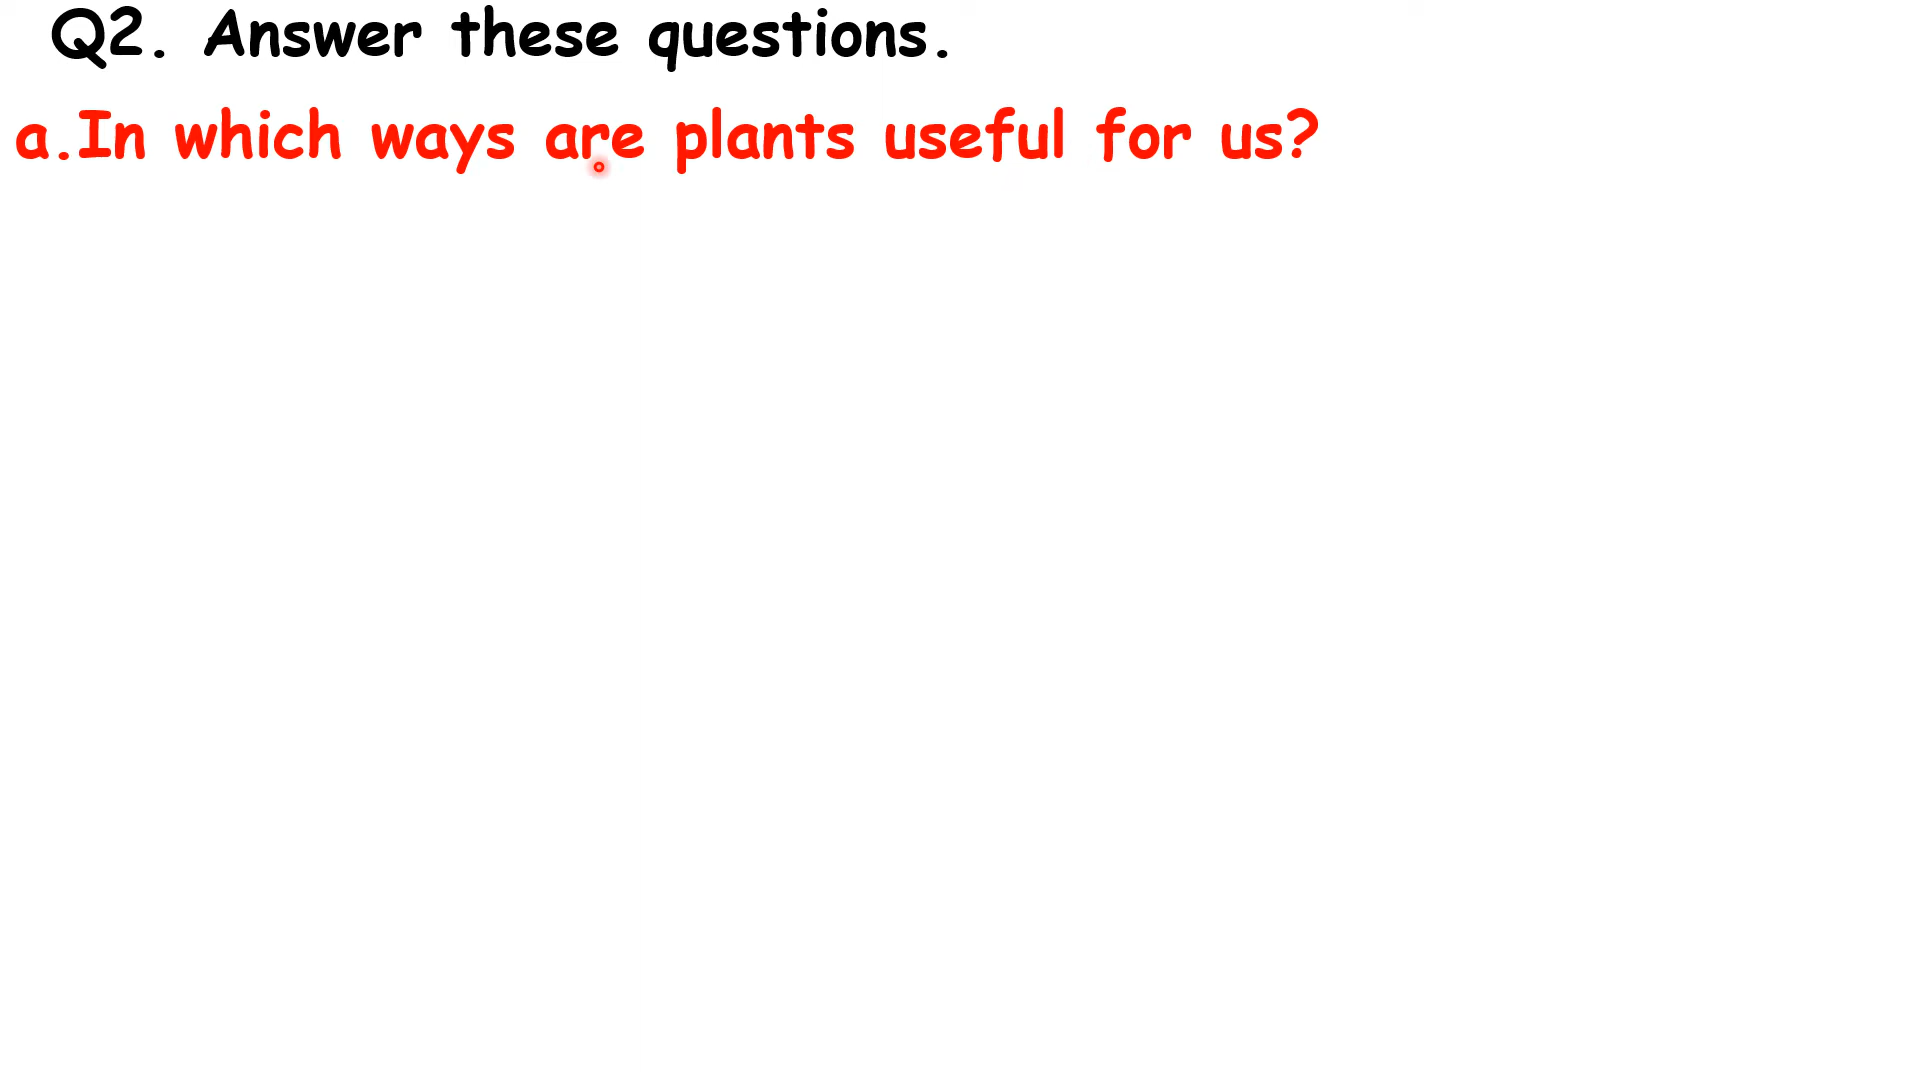 Q2. Answer these questions.
a.In which ways are plants useful for us?